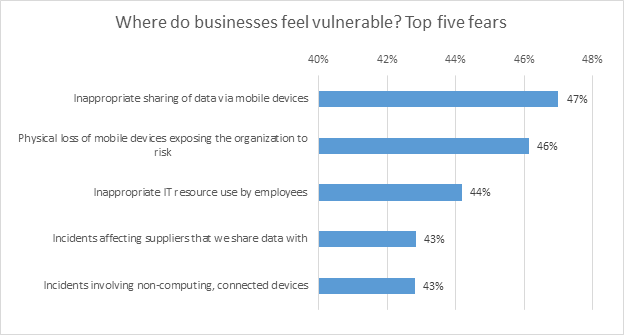 Where do businesses feel vulnerable? Top five fears
40% 42% 44% 46% 48%
Inappropriate sharing of data via mobile devices 47%
Physical loss of mobile devices exposing the organization to
risk 46%
Inappropriate IT resource use by employees 44%
Incidents affecting suppliers that we share data with 43%
Incidents involving non-computing, connected devices 43%